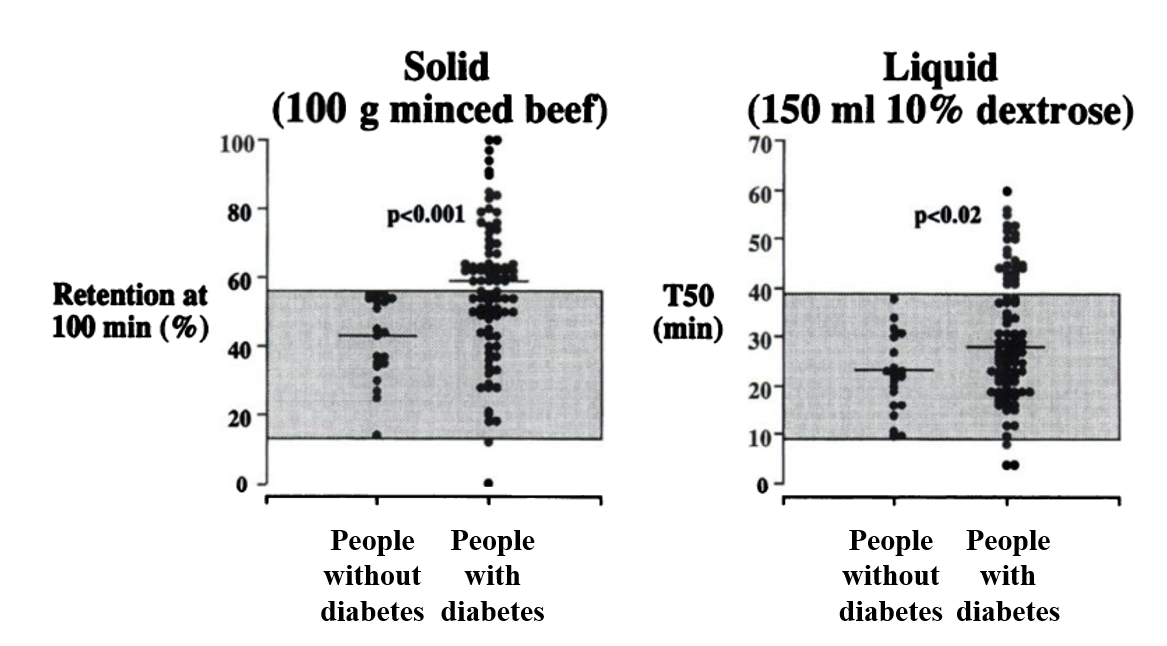 Solid
(100 g minced beef)
100
80
60
40
20
0
Retention at
100 min (%)
p<0.001
People
without
diabetes
People
with
diabetes
Liquid
(150 ml 10% dextrose)
70
60
50
40
30
20
10
0
T50
(min)
p<0.02
People
without
diabetes
People
with
diabetes